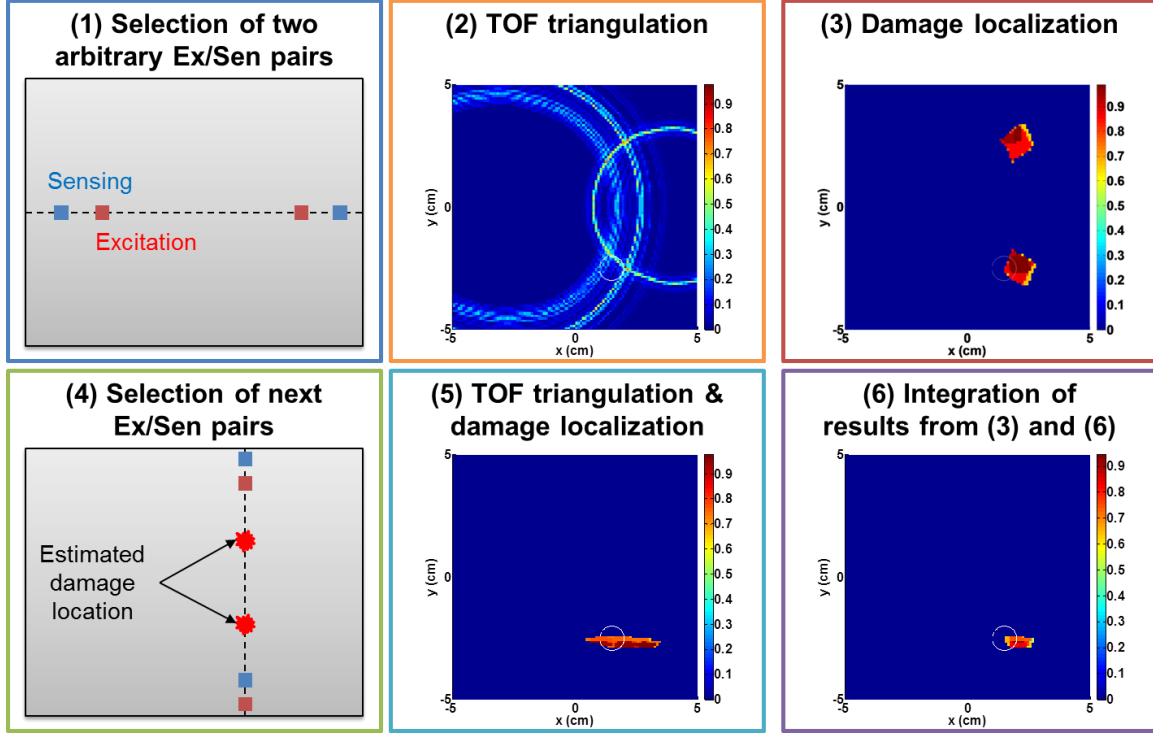 (1) Selection of two
arbitrary Ex/Sen pairs
Sensing
Excitation
(2) TOF triangulation
5
0
-5
y (cm)
-5
0
5
x (cm)
0.9
0.8
0.7
0.6
0.5
0.4
0.3
0.2
0.1
0
(3) Damage localization
5
0
-5
y (cm)
-5
0
5
x (cm)
0.9
0.8
0.7
0.6
0.5
0.4
0.3
0.2
0.1
0
(4) Selection of next
Ex/Sen pairs
Estimated
damage
location
(5) TOF triangulation &
damage localization
5
0
-5
y (cm)
-5
0
5
x (cm)
0.9
0.8
0.7
0.6
0.5
0.4
0.3
0.2
0.1
0
(6) Integration of
results from (3) and (6)
5
0
-5
y (cm)
-5
0
5
x (cm)
0.9
0.8
0.7
0.6
0.5
0.4
0.3
0.2
0.1
0